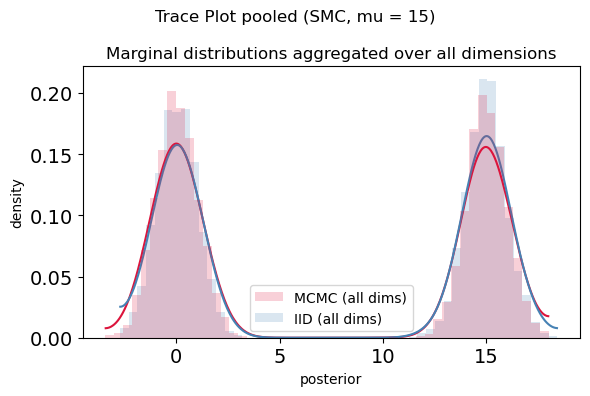 Trace Plot pooled (SMC, mu = 15)
Marginal distributions aggregated over all dimensions
density
0.20
0.15
0.10
0.05
0.00
MCMC (all dims)
IID (all dims)
0 5 10 15
posterior